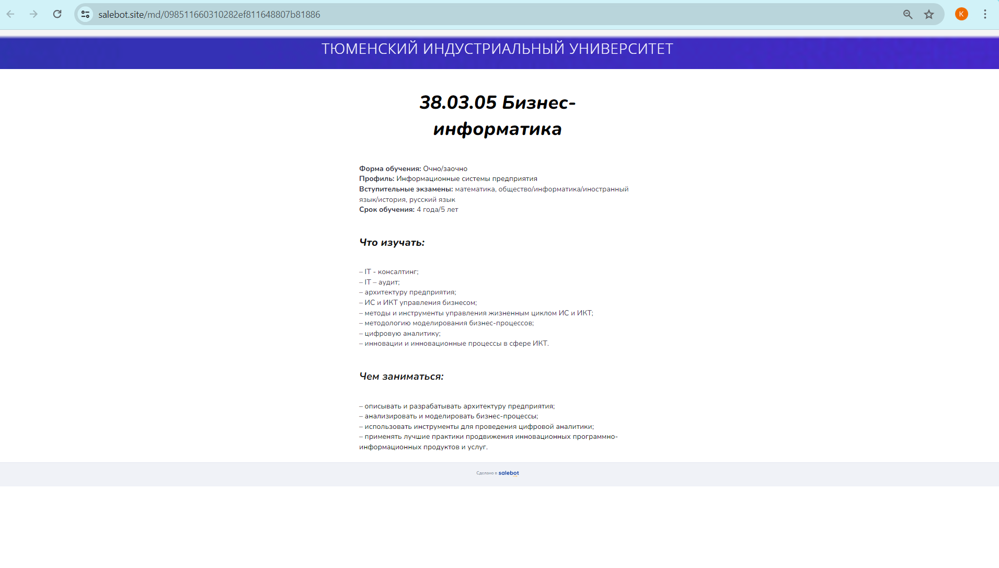 salebot.site/md/098511660310282ef811648807b81886
K
ТЮМЕНСКИЙ ИНДУСТРИАЛЬНЫЙ УНИВЕРСИТЕТ
38.03.05 Бизнес-
информатика
Форма обучения: Очно/заочно
Профиль: Информационные системы предприятия
Вступительные экзамены: математика, общество/информатика/иностранный
язык/история, русский язык
Срок обучения: 4 года/5 лет
Что изучать:
– IT - консалтинг;
– IT – аудит;
– архитектуру предприятия;
– ИС и ИКТ управления бизнесом;
– методы и инструменты управления жизненным циклом ИС и ИКТ;
– методологию моделирования бизнес-процессов;
– цифровую аналитику;
– инновации и инновационные процессы в сфере ИКТ.
Чем заниматься:
– описывать и разрабатывать архитектуру предприятия;
– анализировать и моделировать бизнес-процессы;
– использовать инструменты для проведения цифровой аналитики;
– применять лучшие практики продвижения инновационных программно-
информационных продуктов и услуг.
Сделано в salebot